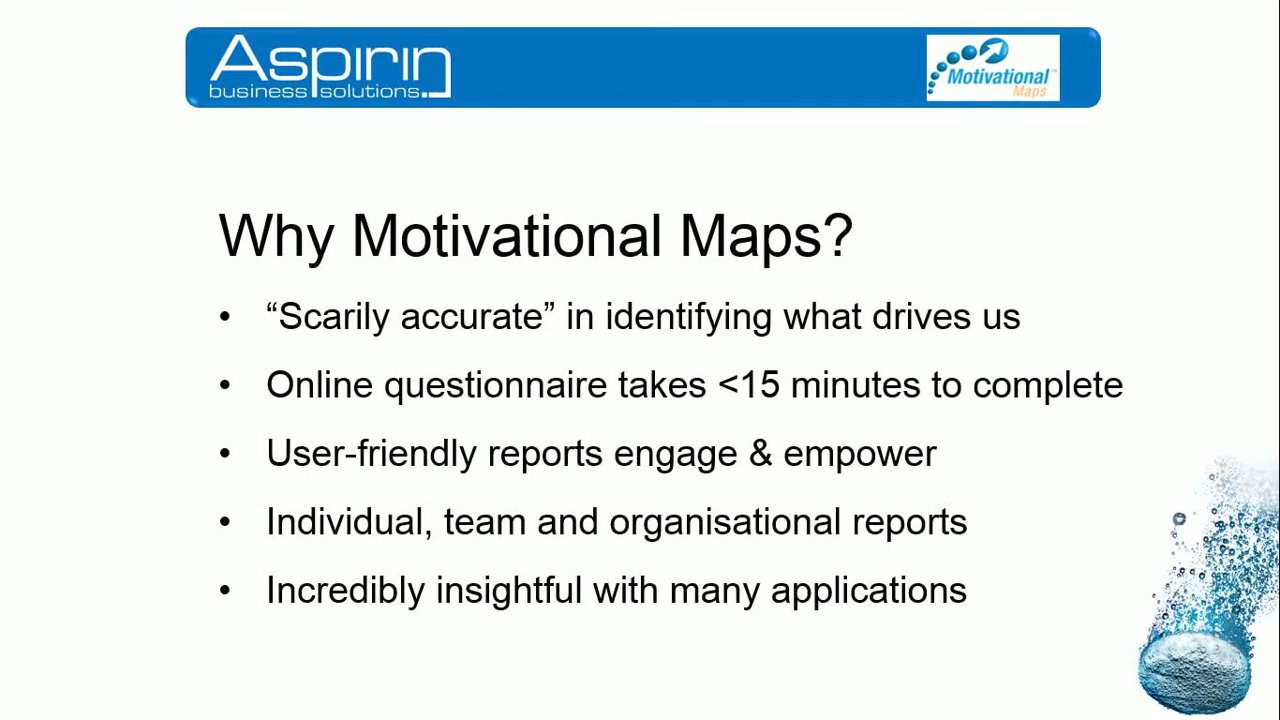 Aspirin
business solutions.
Motivational
Maps
Why Motivational Maps?
• “Scarily accurate” in identifying what drives us
• Online questionnaire takes <15 minutes to complete
• User-friendly reports engage & empower
• Individual, team and organisational reports
• Incredibly insightful with many applications